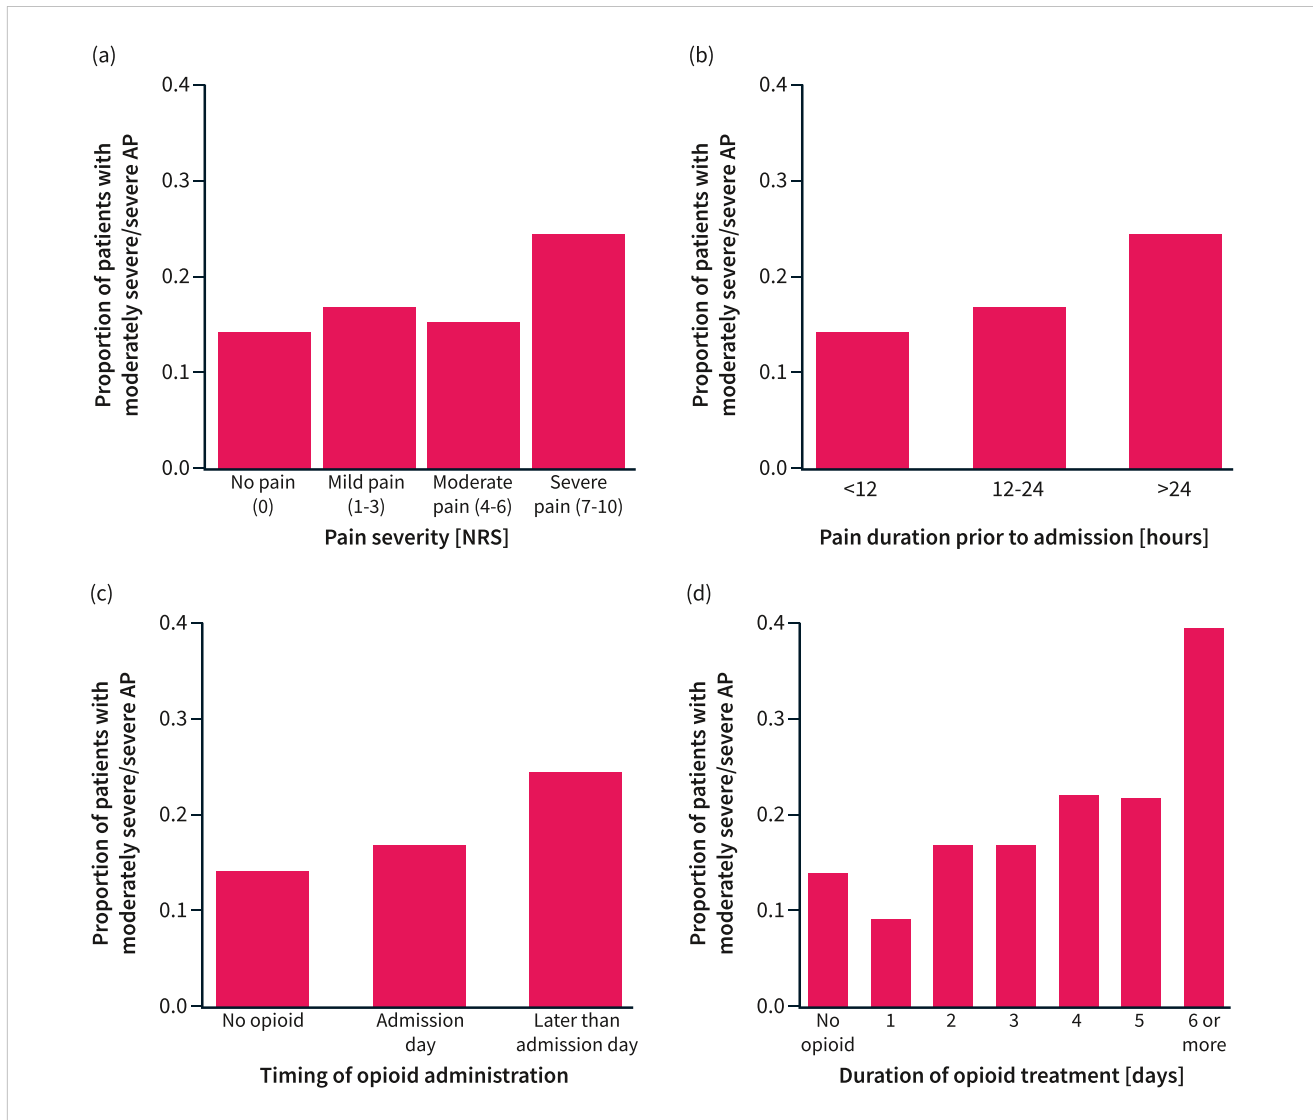 (a)
0.4
0.3
0.2
0.1
0.0
Proportion of patients with
moderately severe/severe AP
No pain
(0)
Mild pain
(1-3)
Moderate
pain (4-6)
Severe
pain (7-10)
Pain severity [NRS]
(b)
0.4
0.3
0.2
0.1
0.0
Proportion of patients with
moderately severe/severe AP
<12
12-24
>24
Pain duration prior to admission [hours]
(c)
0.4
0.3
0.2
0.1
0.0
Proportion of patients with
moderately severe/severe AP
No opioid
Admission
day
Later than
admission day
Timing of opioid administration
(d)
0.4
0.3
0.2
0.1
0.0
Proportion of patients with
moderately severe/severe AP
No
opioid
1
2
3
4
5
6 or
more
Duration of opioid treatment [days]